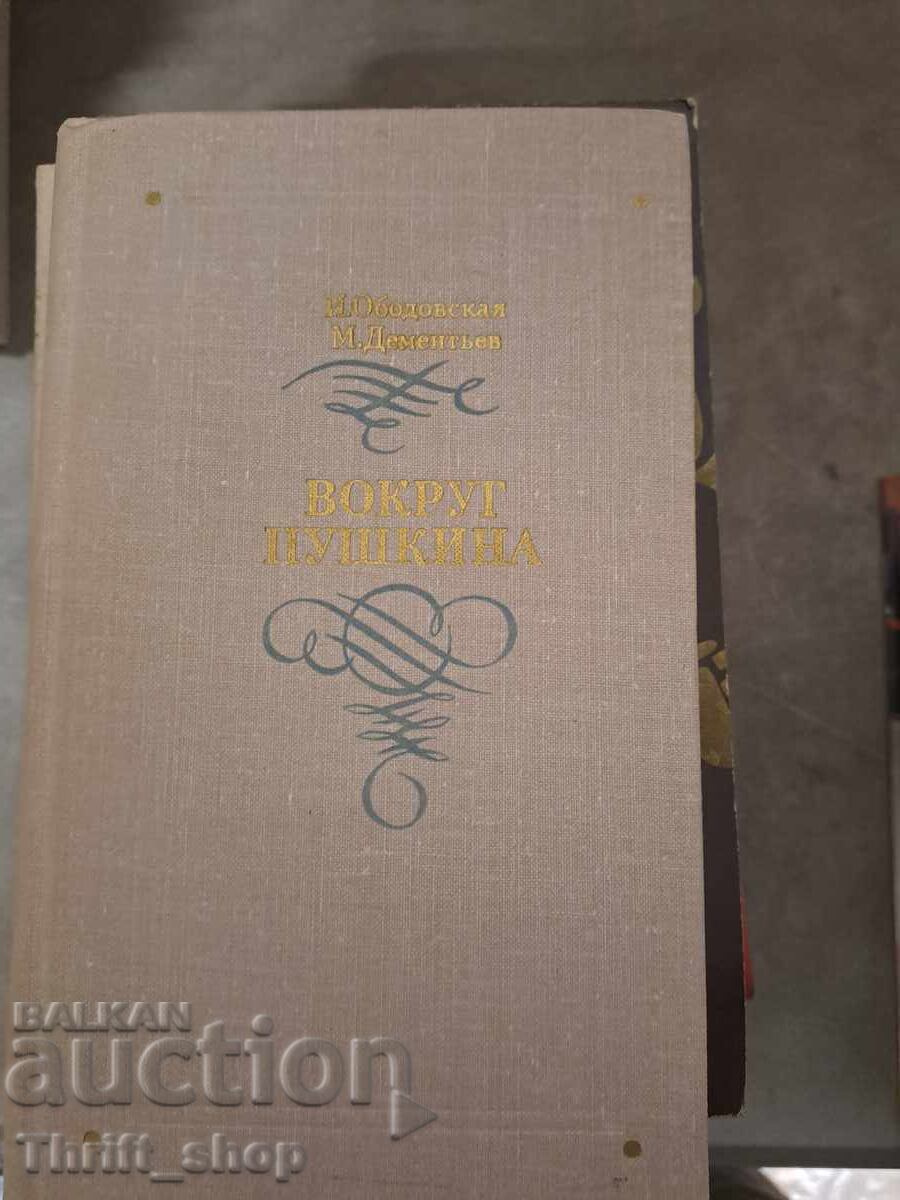 И.Ободовская
М.Дементьев
ВОКРУГ
ПУШКИНА
BALKAN
auction
Thrift_shop